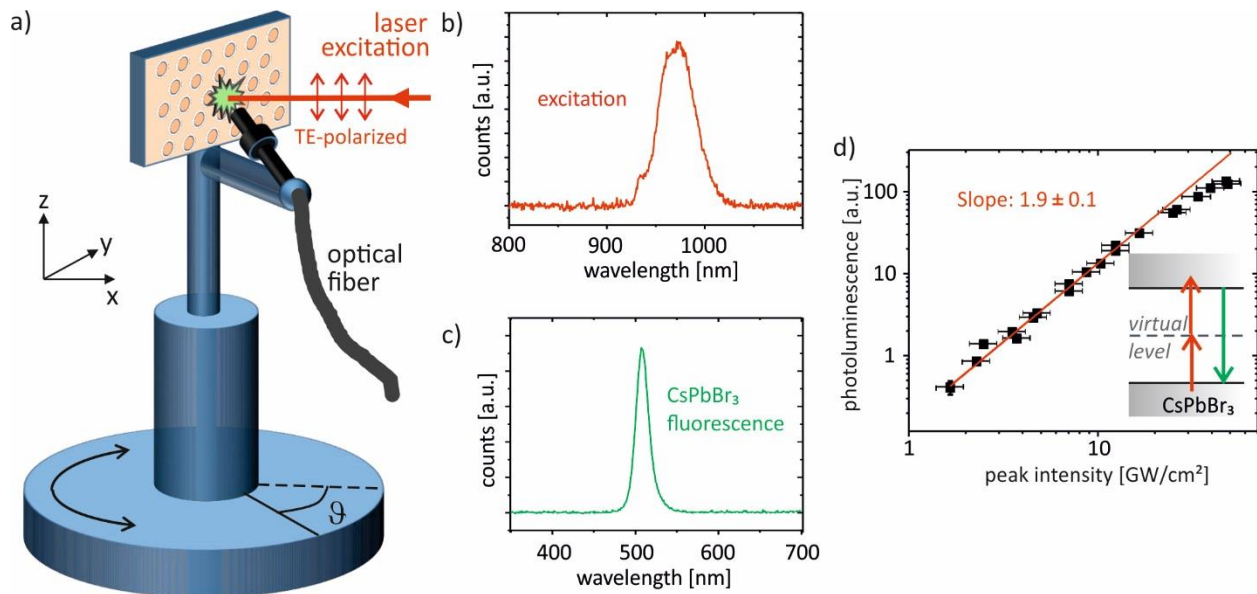 a)
laser
excitation
TE-polarized
z
y
x
optical
fiber
ϑ
b)
counts [a.u.]
excitation
800
900
1000
wavelength [nm]
c)
counts [a.u.]
CsPbBr₃
fluorescence
400
500
600
700
wavelength [nm]
d)
photoluminescence [a.u.]
100
10
1
Slope: 1.9 ± 0.1
virtual
level
CsPbBr₃
1
10
peak intensity [GW/cm²]